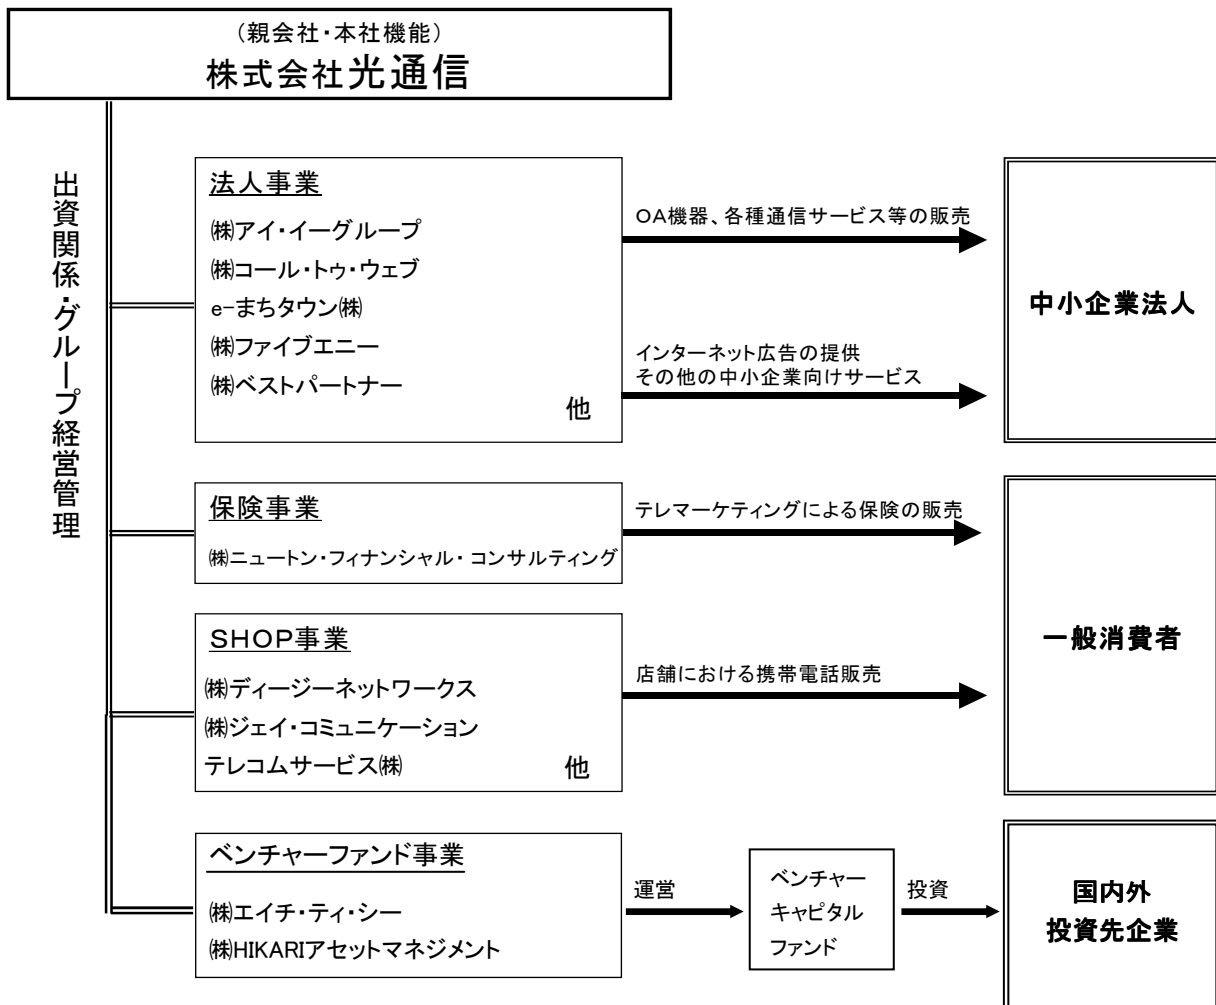 (親会社・本社機能)
株式会社光通信
出資関係・グループ経営管理
法人事業
㈱アイ・イーグループ
㈱コール・トゥ・ウェブ
e-まちタウン㈱
㈱ファイブエニー
㈱ベストパートナー
他
OA機器、各種通信サービス等の販売
インターネット広告の提供
その他の中小企業向けサービス
中小企業法人
保険事業
㈱ニュートン・フィナンシャル・コンサルティング
テレマーケティングによる保険の販売
一般消費者
SHOP事業
㈱ディージーネットワークス
㈱ジェイ・コミュニケーション
テレコムサービス㈱
他
店舗における携帯電話販売
ベンチャーファンド事業
㈱エイチ・ティ・シー
㈱HIKARIアセットマネジメント
運営
ベンチャー
キャピタル
ファンド
投資
国内外
投資先企業